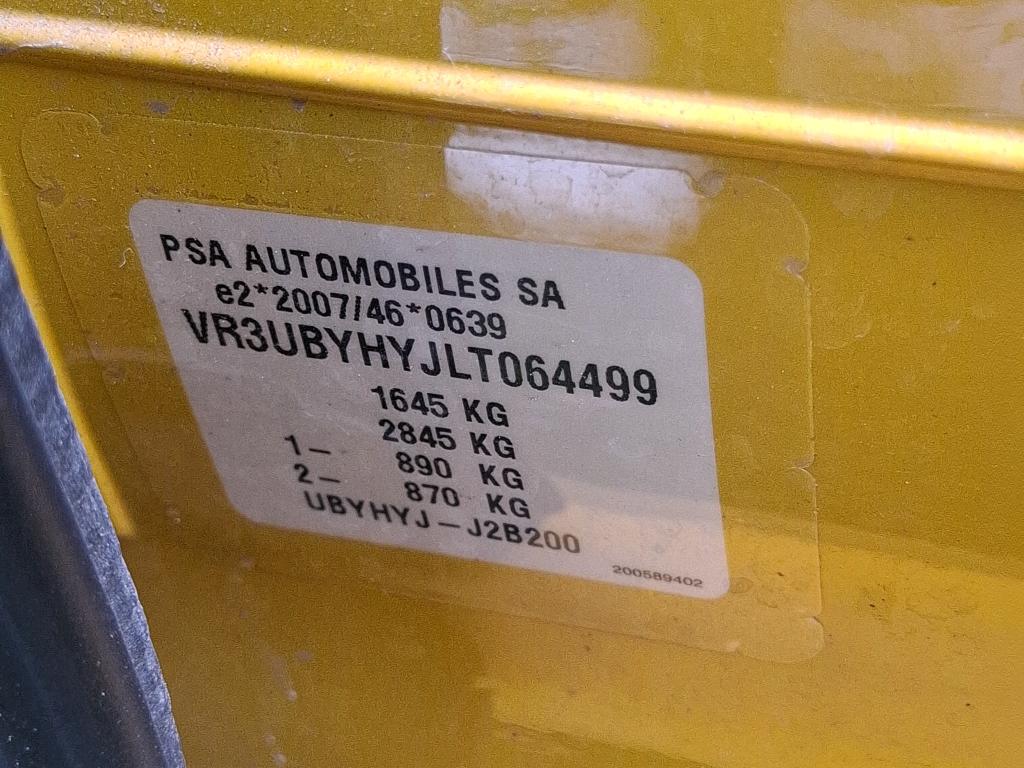 PSA AUTOMOBILES SA
e2*2007/46*0639
VR3UBYHYJLT064499
1645 KG
2845 KG
1- 890 KG
2- 870 KG
UBYHYJ-J2B200
200589402